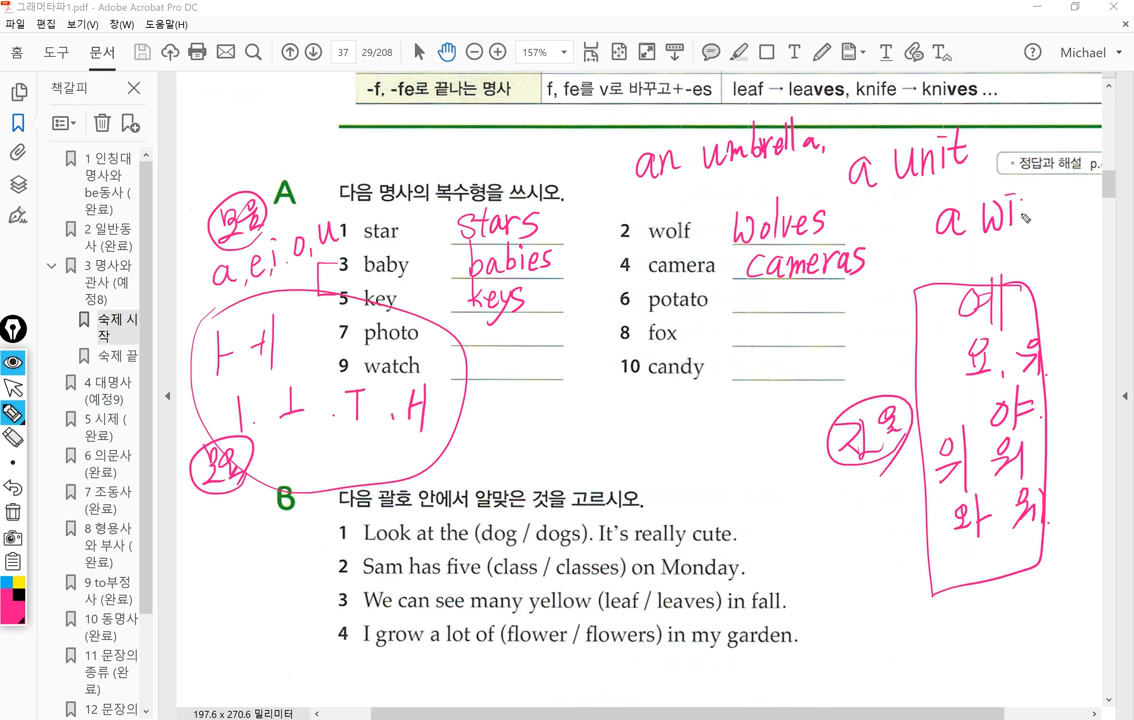 그래머타파1.pdf - Adobe Acrobat Pro DC
파일 편집 보기(V) 창(W) 도움말(H)
홈 도구 문서 37 29/208 157% Michael
책갈피
1 인칭대
명사와
be동사 (
완료)
2 일반동
사 (완료)
3 명사와
관사 (예
정8)
숙제 시
작
숙제 끝
4 대명사
(예정9)
5 시제 (
완료)
6 의문사
(완료)
7 조동사
(완료)
8 형용사
와 부사 (
완료)
9 to부정
사 (완료)
10 동명사
(완료)
11 문장의
종류 (완
료)
12 문장의
-f, -fe로 끝나는 명사 f, fe를 v로 바꾸고+-es leaf → leaves, knife → knives ...
an umbrella, a unit
정답과 해설 p.
A 다음 명사의 복수형을 쓰시오.
모음
a, e, i, o, u
a wi
1 star stars 2 wolf wolves
3 baby babies 4 camera cameras
5 key keys 6 potato
7 photo 8 fox
9 watch 10 candy
ㅏ ㅐ
ㅣ. ㅗ. ㅜ, ㅐ
모음
자음
예
요, 유
야.
위 워
와 웨
B 다음 괄호 안에서 알맞은 것을 고르시오.
1 Look at the (dog / dogs). It's really cute.
2 Sam has five (class / classes) on Monday.
3 We can see many yellow (leaf / leaves) in fall.
4 I grow a lot of (flower / flowers) in my garden.
197.6 x 270.6 밀리미터